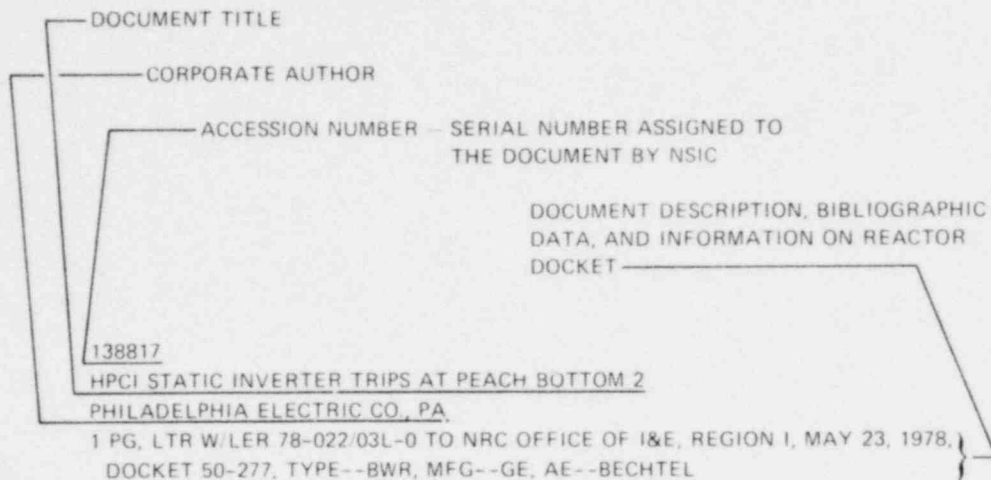 DOCUMENT TITLE
CORPORATE AUTHOR
ACCESSION NUMBER - SERIAL NUMBER ASSIGNED TO
THE DOCUMENT BY NSIC
DOCUMENT DESCRIPTION, BIBLIOGRAPHIC
DATA, AND INFORMATION ON REACTOR
DOCKET
138817
HPCI STATIC INVERTER TRIPS AT PEACH BOTTOM 2
PHILADELPHIA ELECTRIC CO., PA
1 PG, LTR W/LER 78-022/03L-0 TO NRC OFFICE OF I&E, REGION I, MAY 23, 1978,
DOCKET 50-277, TYPE--BWR, MFG--GE, AE--BECHTEL